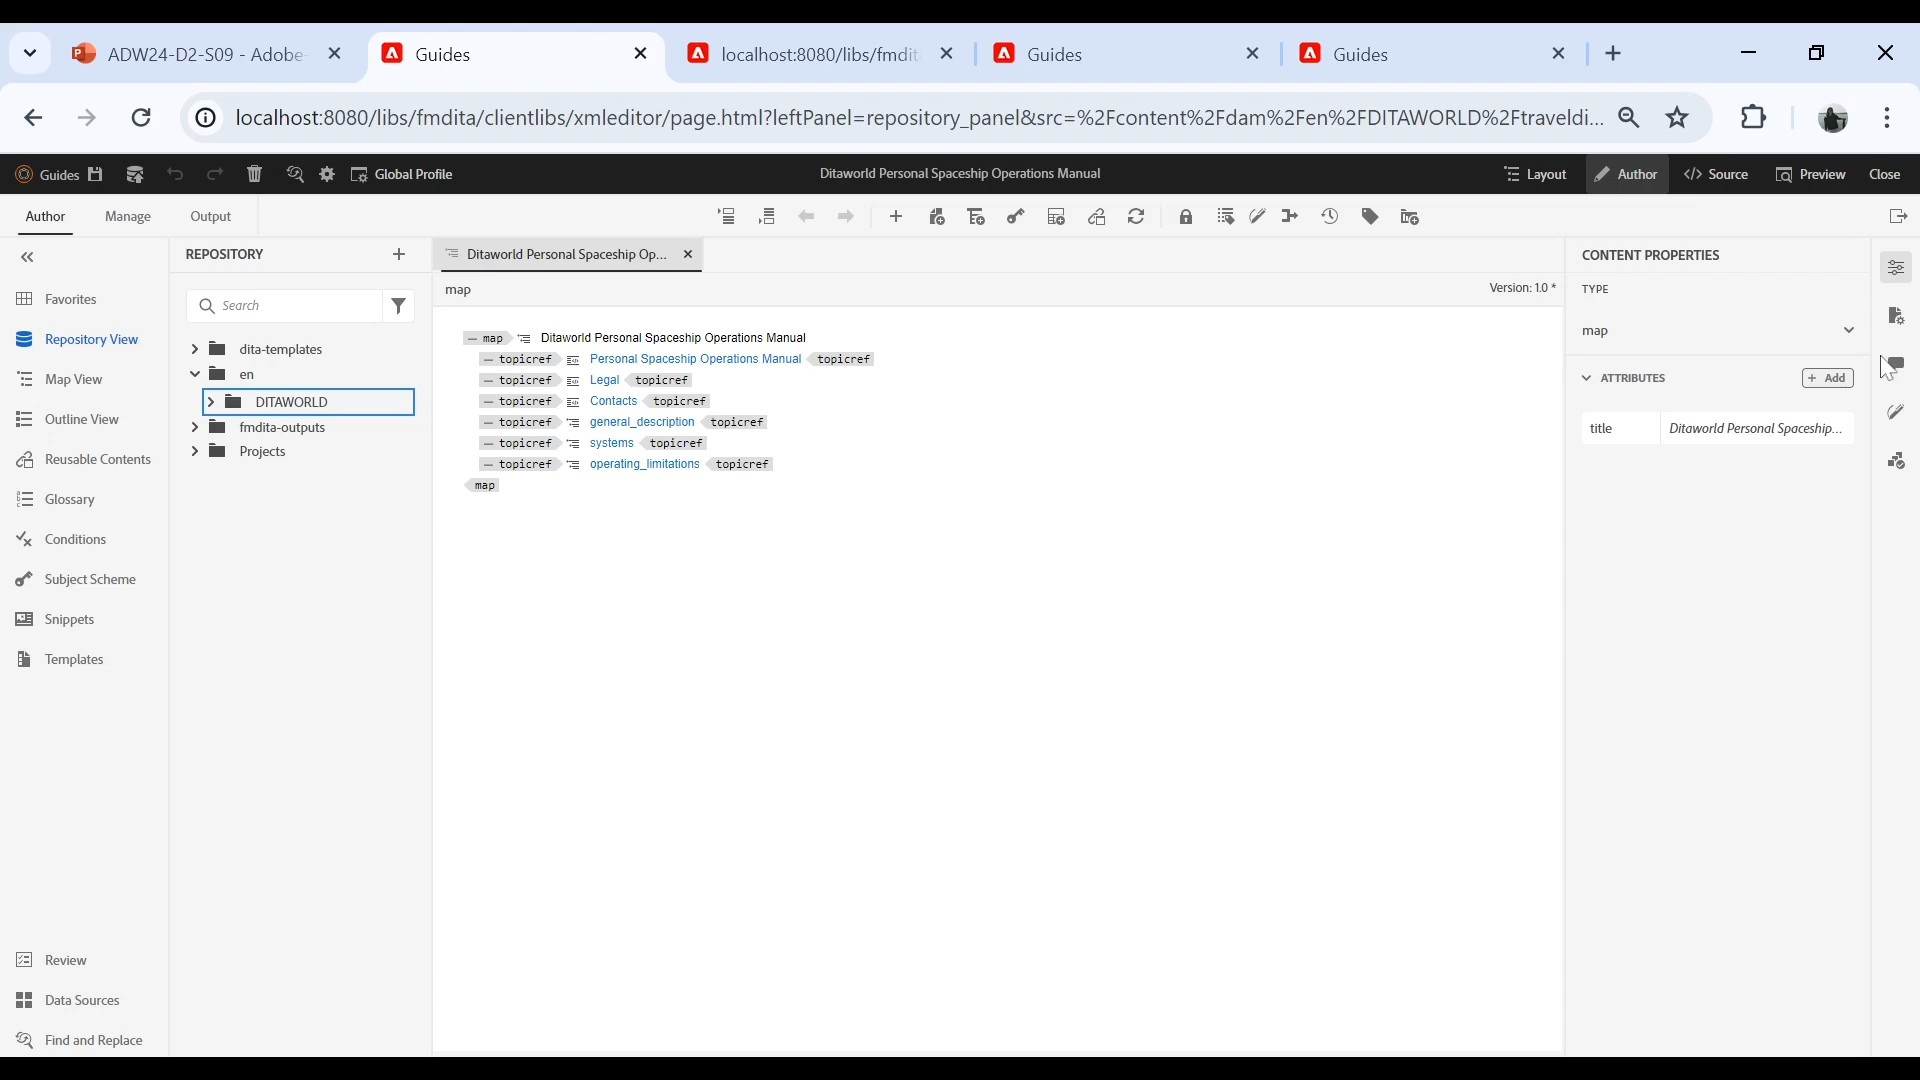 ADW24-D2-S09 - Adobe-
Guides
localhost:8080/libs/fmdit
Guides
Guides
localhost:8080/libs/fmdita/clientlibs/xmleditor/page.html?leftPanel=repository_panel&src=%2Fcontent%2Fdam%2Fen%2FDITAWORLD%2Ftraveldi...
Guides
Global Profile
Ditaworld Personal Spaceship Operations Manual
Layout
Author
Source
Preview
Close
Author
Manage
Output
Favorites
Repository View
Map View
Outline View
Reusable Contents
Glossary
Conditions
Subject Scheme
Snippets
Templates
Review
Data Sources
Find and Replace
REPOSITORY
Search
dita-templates
en
DITAWORLD
fmdita-outputs
Projects
Ditaworld Personal Spaceship Op...
map
Version: 1.0 *
map Ditaworld Personal Spaceship Operations Manual
topicref Personal Spaceship Operations Manual topicref
topicref Legal topicref
topicref Contacts topicref
topicref general_description topicref
topicref systems topicref
topicref operating_limitations topicref
map
CONTENT PROPERTIES
TYPE
map
ATTRIBUTES
+ Add
title Ditaworld Personal Spaceship...